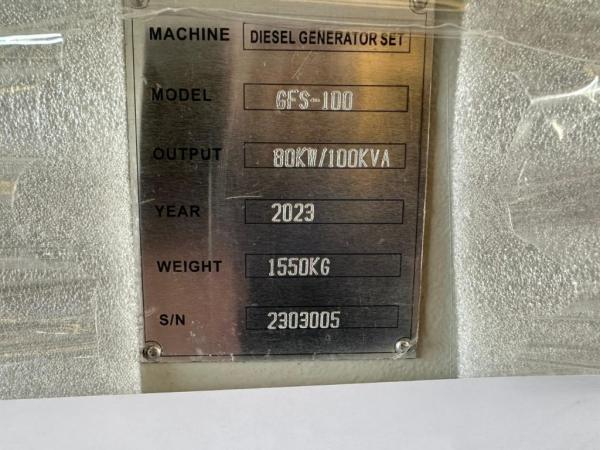 MACHINE DIESEL GENERATOR SET
MODEL GFS-100
OUTPUT 80KW/100KVA
YEAR 2023
WEIGHT 1550KG
S/N 2303005